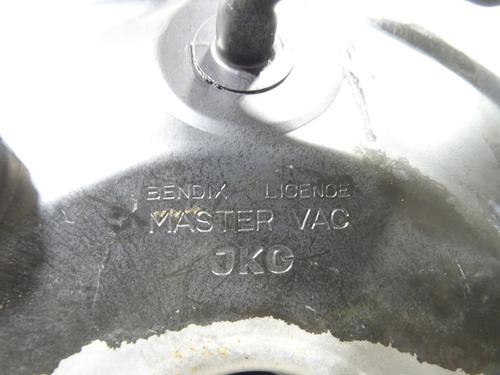 BENDIX LICENCE
MASTER VAC
JKC